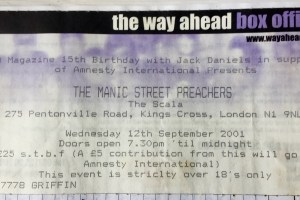 the way ahead box offi
www.wayahea
Magazine 15th Birthday with Jack Daniels in supp
of Amnesty International Presents
THE MANIC STREET PREACHERS
The Scala
275 Pentonville Road, Kings Cross, London N1 9NL
Wednesday 12th September 2001
Doors open 7.30pm 'til midnight
£25 s.t.b.f (A £5 contribution from this will go
Amnesty International)
This event is strictly over 18's only
7778 GRIFFIN